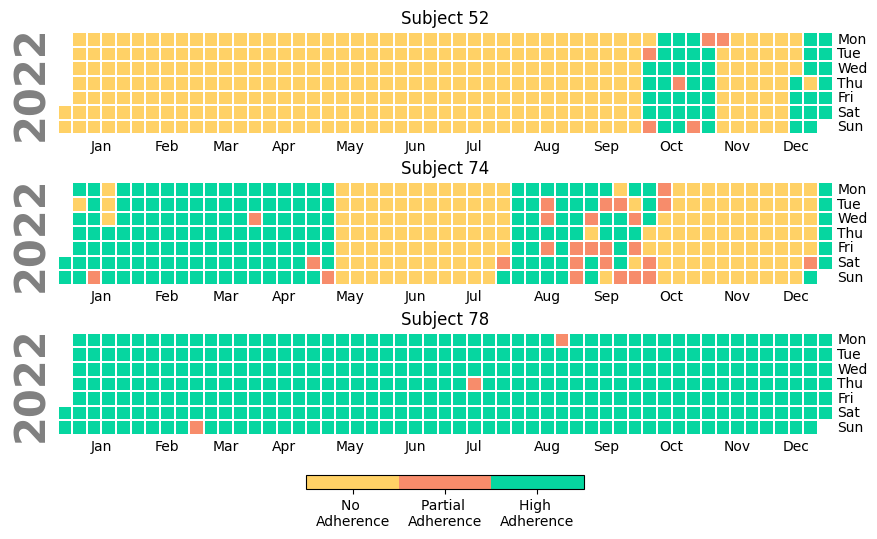 Subject 52
2022
Mon
Tue
Wed
Thu
Fri
Sat
Sun
Jan Feb Mar Apr May Jun Jul Aug Sep Oct Nov Dec
Subject 74
2022
Mon
Tue
Wed
Thu
Fri
Sat
Sun
Jan Feb Mar Apr May Jun Jul Aug Sep Oct Nov Dec
Subject 78
2022
Mon
Tue
Wed
Thu
Fri
Sat
Sun
Jan Feb Mar Apr May Jun Jul Aug Sep Oct Nov Dec
No Partial High
Adherence Adherence Adherence